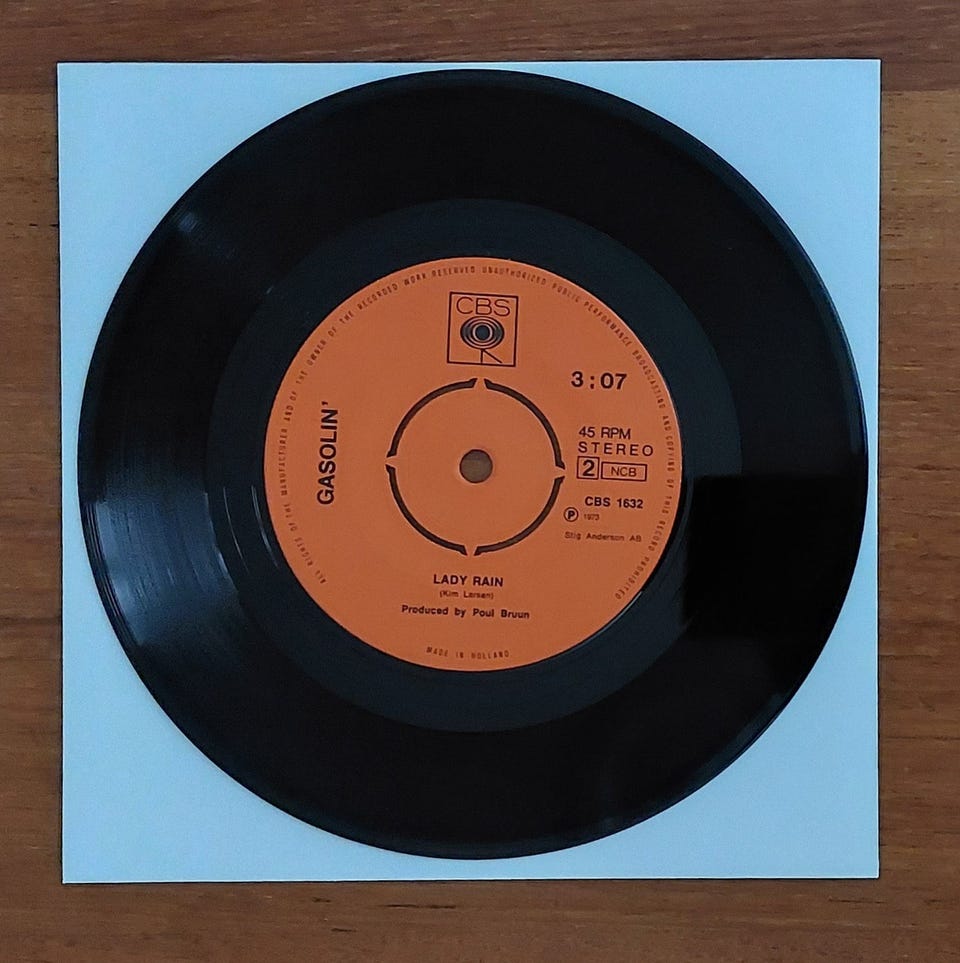 ALL RIGHTS OF THE MANUFACTURER AND OF THE OWNER OF THE RECORDED WORK RESERVED UNAUTHORIZED PUBLIC PERFORMANCE BROADCASTING AND COPYING OF THIS RECORD PROHIBITED
CBS
3:07
GASOLIN'
45 RPM
STEREO
2 NCB
CBS 1632
Ⓟ 1973
Stig Anderson AB
LADY RAIN
(Kim Larsen)
Produced by Poul Bruun
MADE IN HOLLAND